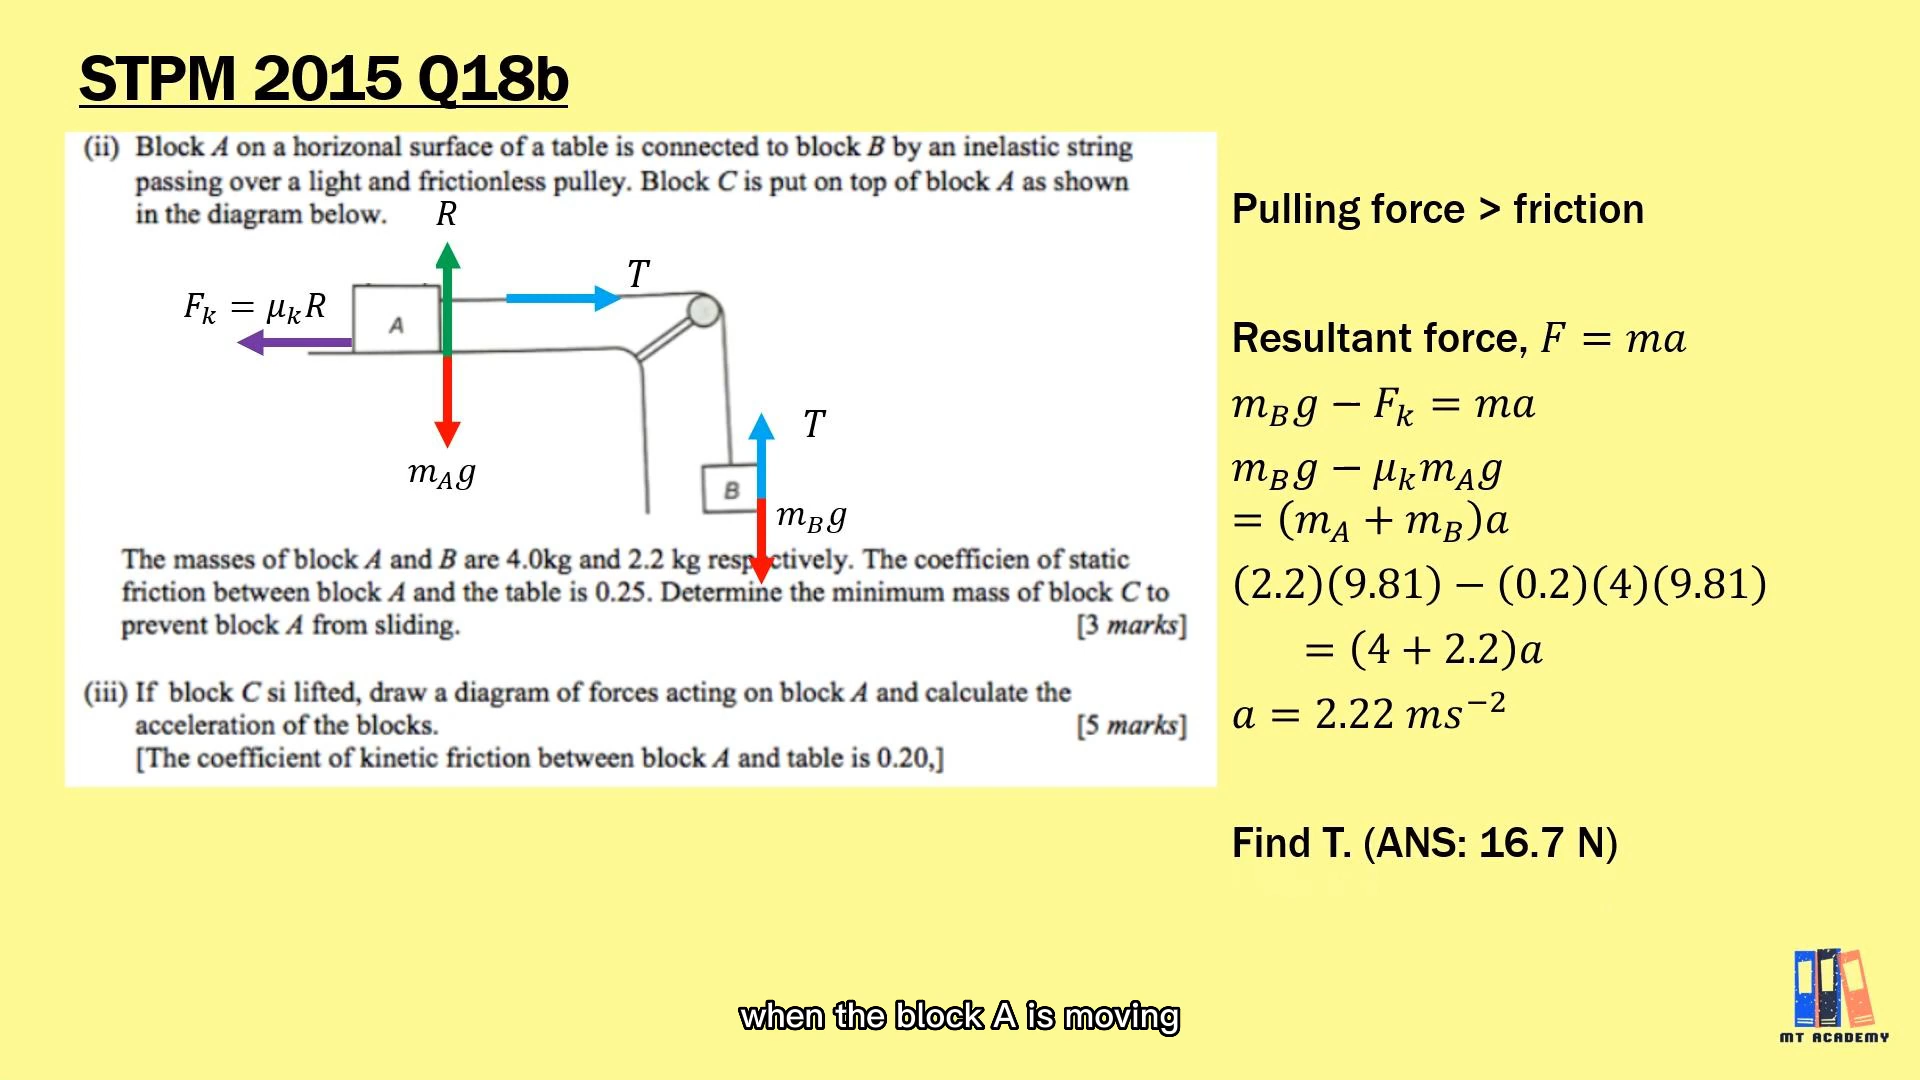 STPM 2015 Q18b
(ii) Block A on a horizonal surface of a table is connected to block B by an inelastic string
passing over a light and frictionless pulley. Block C is put on top of block A as shown
in the diagram below.
R
T
Fₖ = μₖR
A
m_A g
T
B
m_B g
The masses of block A and B are 4.0kg and 2.2 kg respectively. The coefficien of static
friction between block A and the table is 0.25. Determine the minimum mass of block C to
prevent block A from sliding. [3 marks]
(iii) If block C si lifted, draw a diagram of forces acting on block A and calculate the
acceleration of the blocks. [5 marks]
[The coefficient of kinetic friction between block A and table is 0.20,]
Pulling force > friction
Resultant force, F = ma
m_B g − Fₖ = ma
m_B g − μₖm_A g
= (m_A + m_B)a
(2.2)(9.81) − (0.2)(4)(9.81)
= (4 + 2.2)a
a = 2.22 ms⁻²
Find T. (ANS: 16.7 N)
when the block A is moving
MT ACADEMY